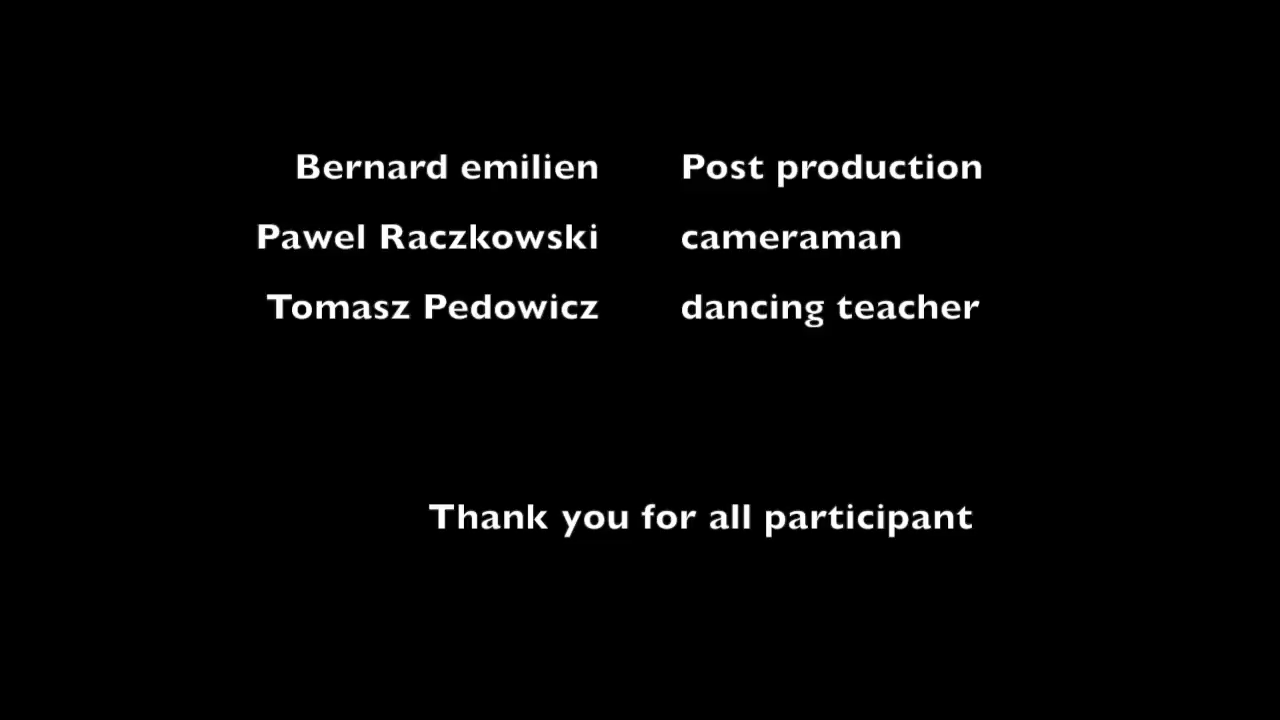 Bernard emilien Post production
Pawel Raczkowski cameraman
Tomasz Pedowicz dancing teacher
Thank you for all participant